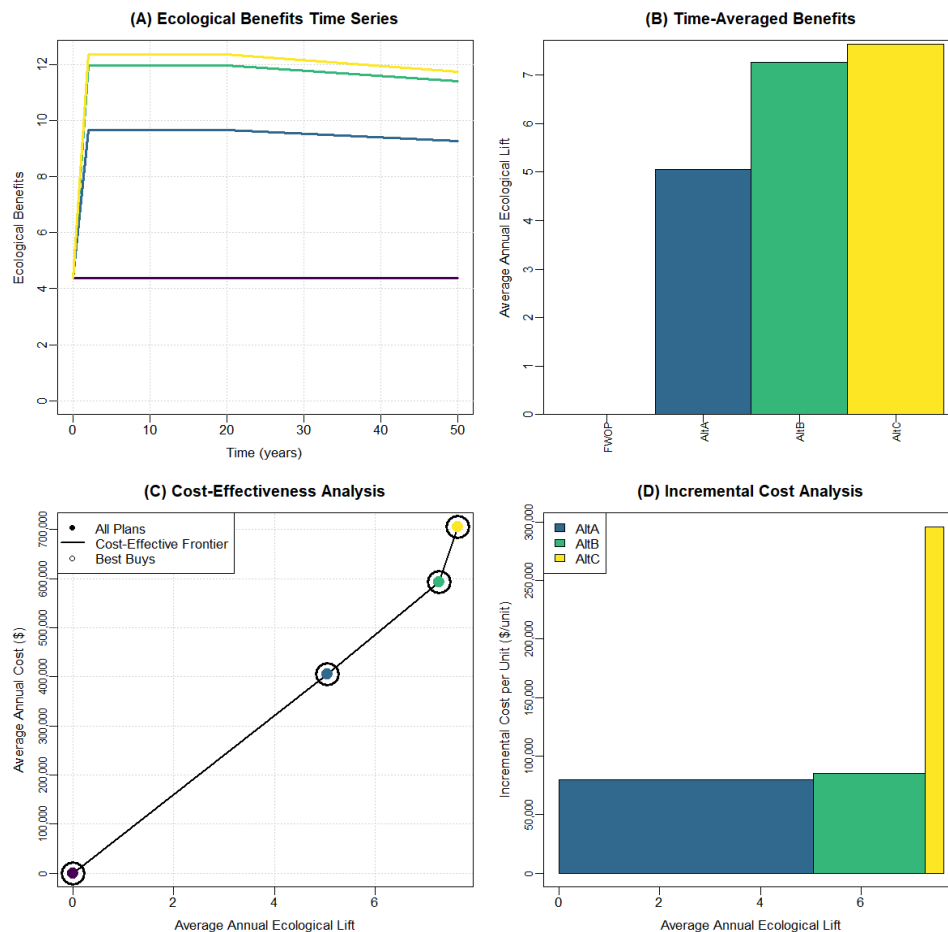 (A) Ecological Benefits Time Series
Ecological Benefits
12
10
8
6
4
2
0
0 10 20 30 40 50
Time (years)
(B) Time-Averaged Benefits
Average Annual Ecological Lift
7
6
5
4
3
2
1
0
FWOP AltA AltB AltC
(C) Cost-Effectiveness Analysis
All Plans
Cost-Effective Frontier
Best Buys
Average Annual Cost ($)
700,000
600,000
500,000
400,000
300,000
200,000
100,000
0
0 2 4 6
Average Annual Ecological Lift
(D) Incremental Cost Analysis
AltA
AltB
AltC
Incremental Cost per Unit ($/unit)
300,000
250,000
200,000
150,000
100,000
50,000
0
0 2 4 6
Average Annual Ecological Lift